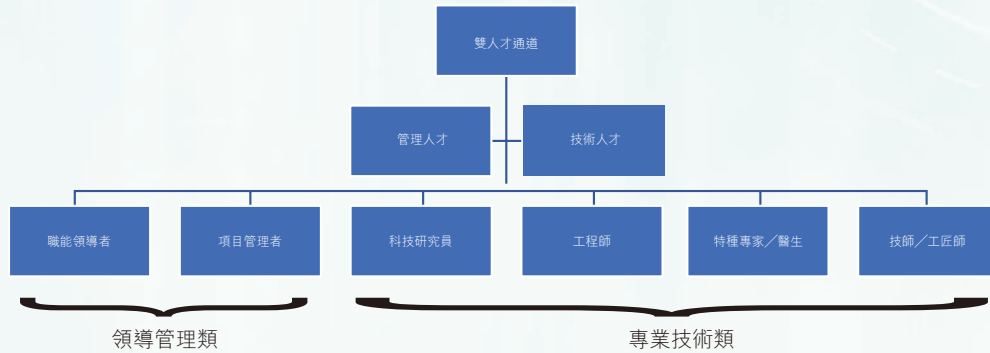 雙人才通道
管理人才
技術人才
職能領導者
項目管理者
科技研究員
工程師
特種專家／醫生
技師／工匠師
領導管理類
專業技術類